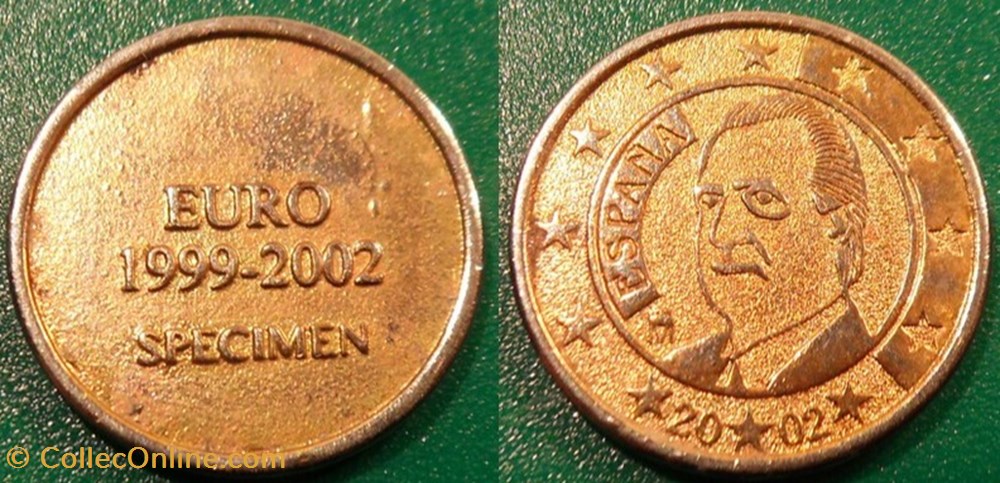 EURO
1999-2002
SPECIMEN
ESPAÑA
2002
© CollecOnline.com